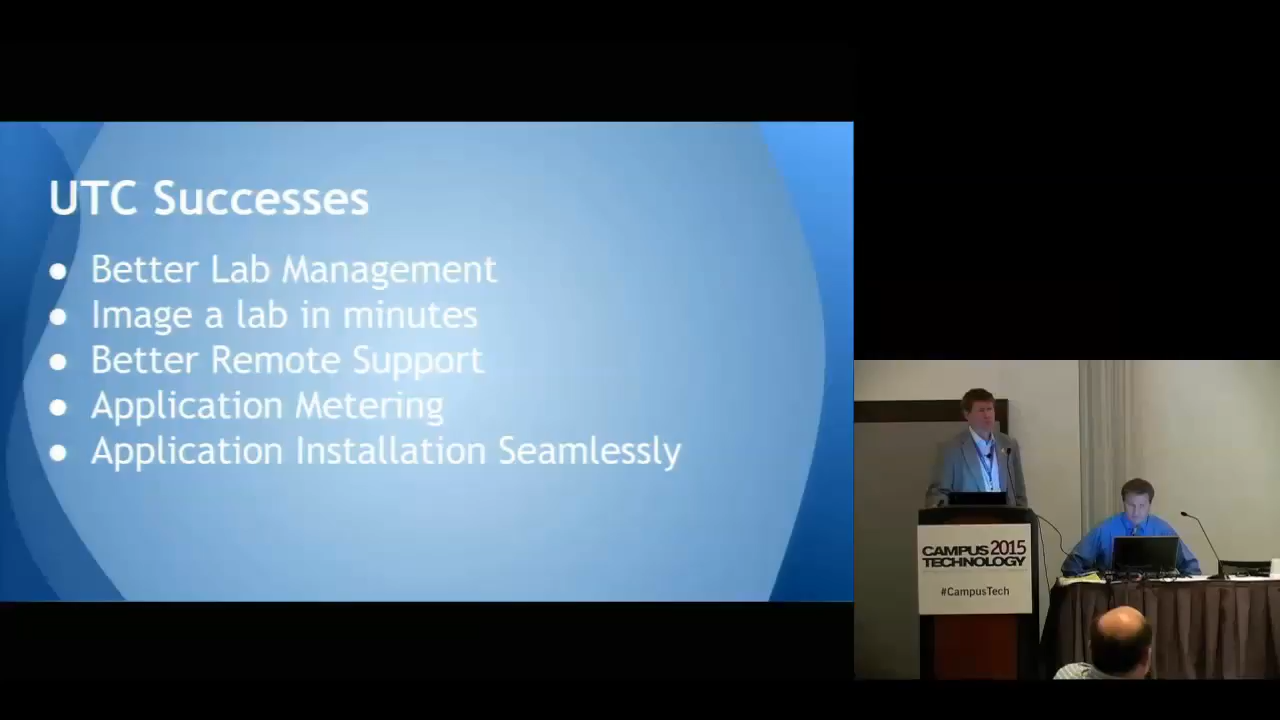 UTC Successes
● Better Lab Management
● Image a lab in minutes
● Better Remote Support
● Application Metering
● Application Installation Seamlessly
CAMPUS 2015
TECHNOLOGY
#CampusTech